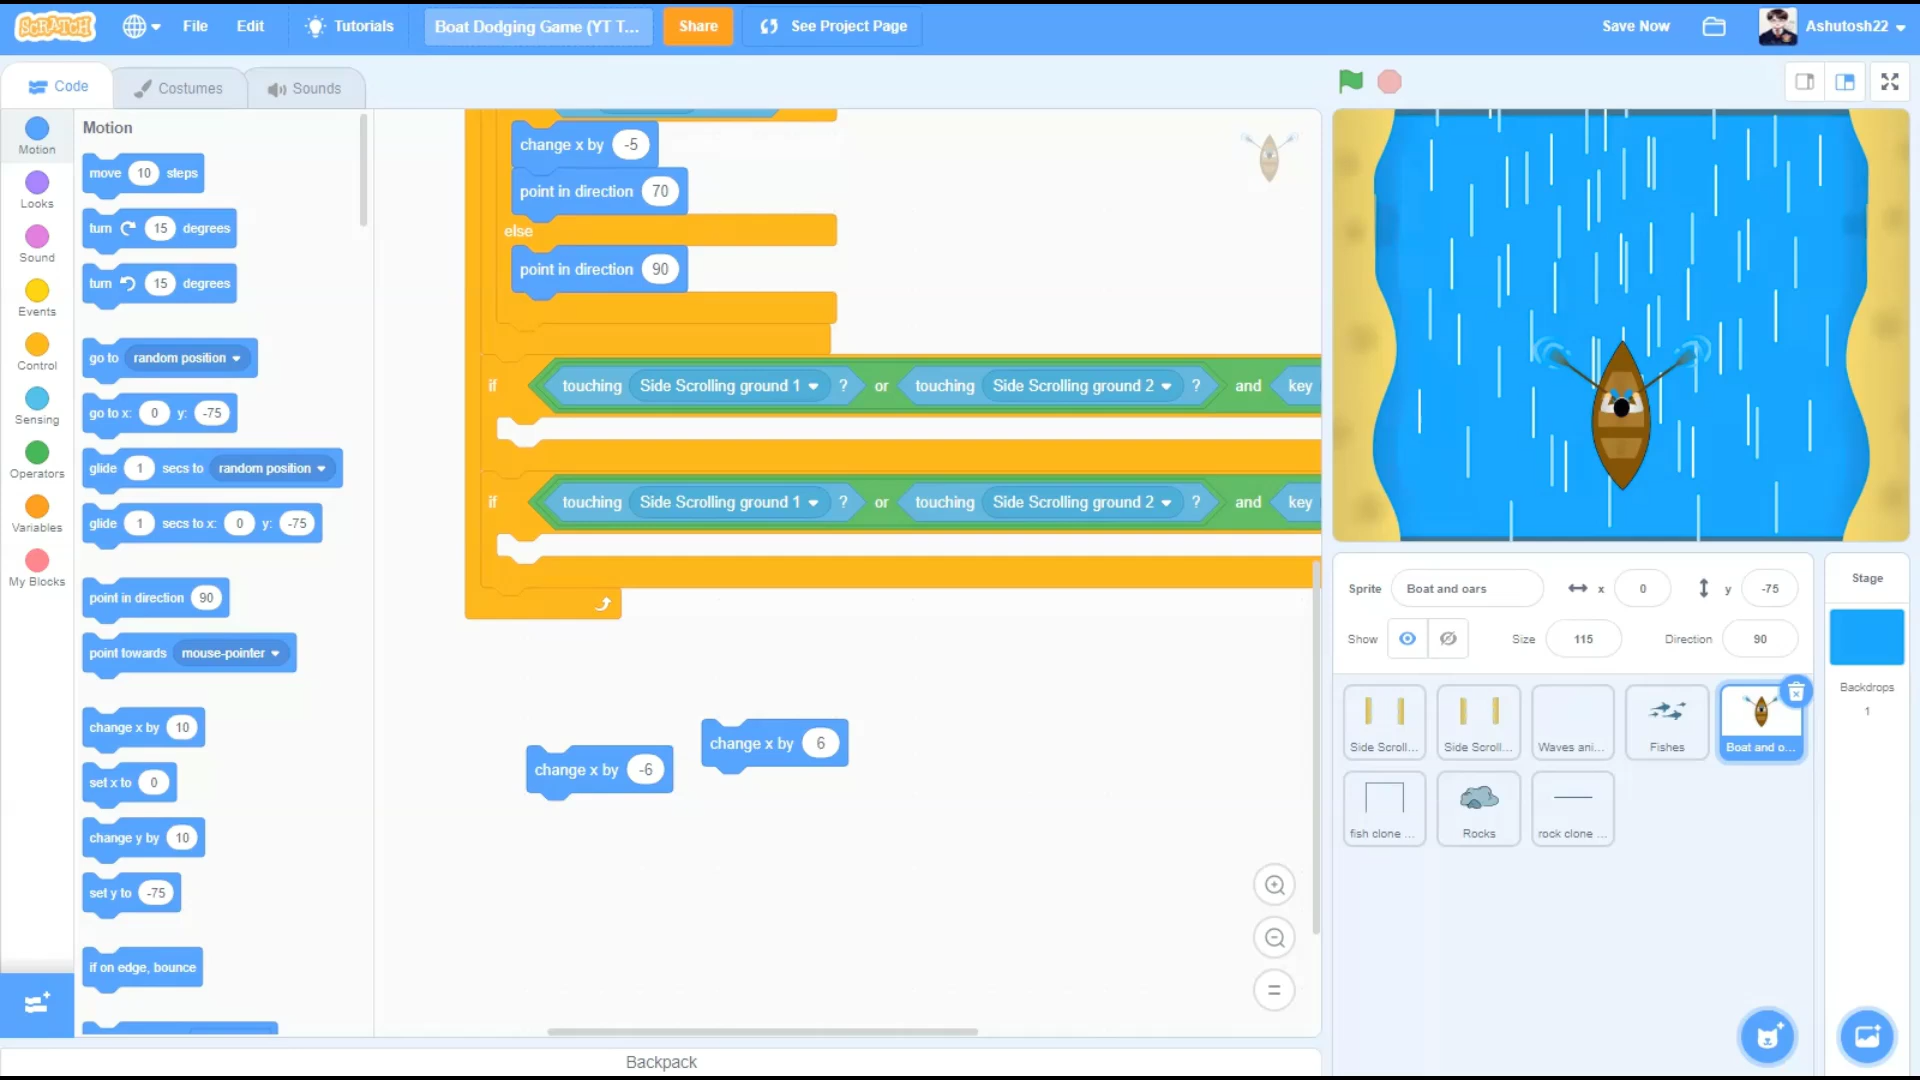 SCRATCH File Edit Tutorials Boat Dodging Game (YT T... Share See Project Page Save Now Ashutosh22
Code Costumes Sounds
Motion
Looks
Sound
Events
Control
Sensing
Operators
Variables
My Blocks
Motion
move 10 steps
turn 15 degrees
turn 15 degrees
go to random position
go to x: 0 y: -75
glide 1 secs to random position
glide 1 secs to x: 0 y: -75
point in direction 90
point towards mouse-pointer
change x by 10
set x to 0
change y by 10
set y to -75
if on edge, bounce
change x by -5
point in direction 70
else
point in direction 90
if touching Side Scrolling ground 1 ? or touching Side Scrolling ground 2 ? and key
if touching Side Scrolling ground 1 ? or touching Side Scrolling ground 2 ? and key
change x by 6
change x by -6
Backpack
Sprite Boat and oars x 0 y -75
Show Size 115 Direction 90
Side Scroll... Side Scroll... Waves ani... Fishes Boat and o...
fish clone ... Rocks rock clone ...
Stage
Backdrops
1